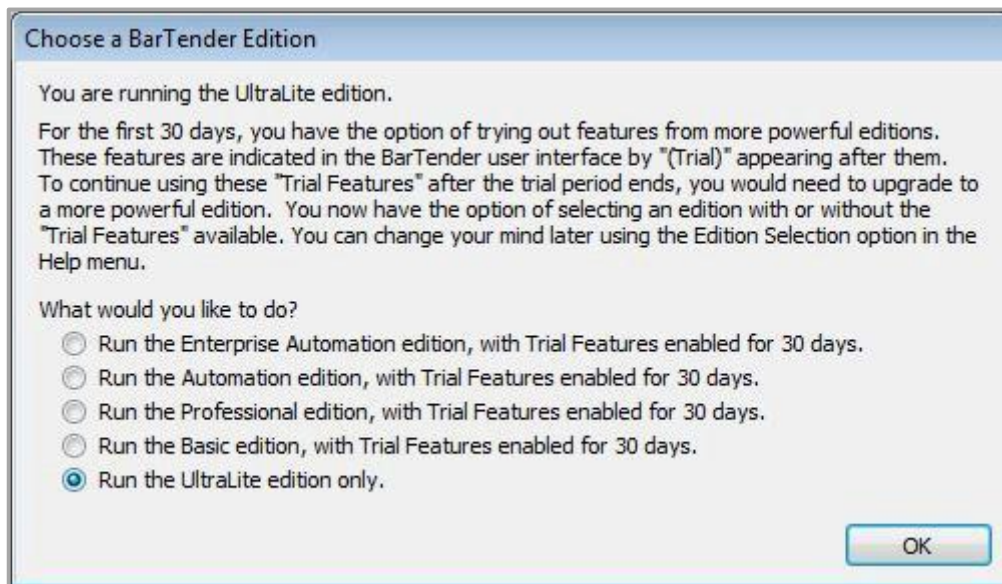 Choose a BarTender Edition
You are running the UltraLite edition.
For the first 30 days, you have the option of trying out features from more powerful editions.
These features are indicated in the BarTender user interface by "(Trial)" appearing after them.
To continue using these "Trial Features" after the trial period ends, you would need to upgrade to
a more powerful edition.  You now have the option of selecting an edition with or without the
"Trial Features" available. You can change your mind later using the Edition Selection option in the
Help menu.
What would you like to do?
Run the Enterprise Automation edition, with Trial Features enabled for 30 days.
Run the Automation edition, with Trial Features enabled for 30 days.
Run the Professional edition, with Trial Features enabled for 30 days.
Run the Basic edition, with Trial Features enabled for 30 days.
Run the UltraLite edition only.
OK